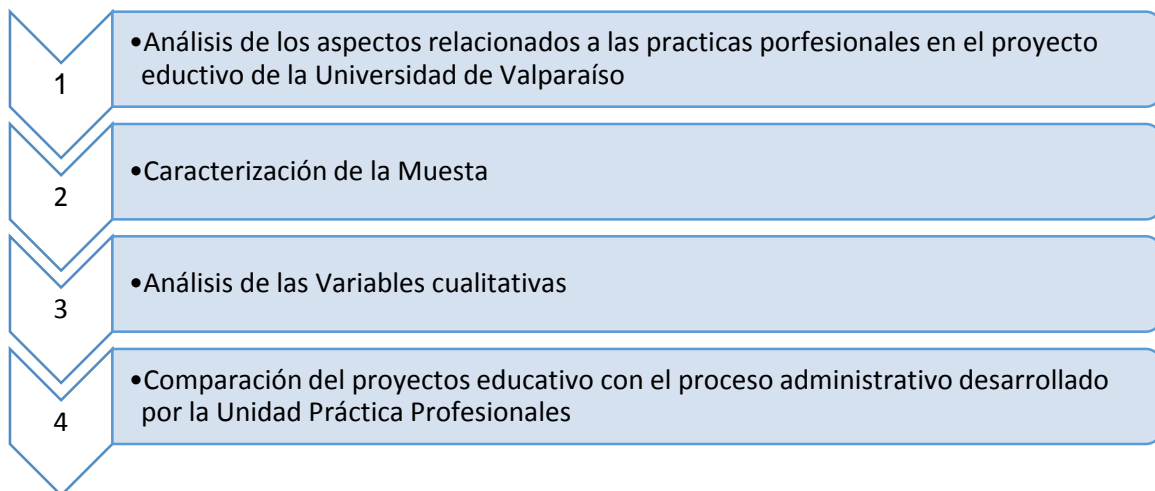 1
•Análisis de los aspectos relacionados a las practicas porfesionales en el proyecto
eductivo de la Universidad de Valparaíso
2
•Caracterización de la Muesta
3
•Análisis de las Variables cualitativas
4
•Comparación del proyectos educativo con el proceso administrativo desarrollado
por la Unidad Práctica Profesionales